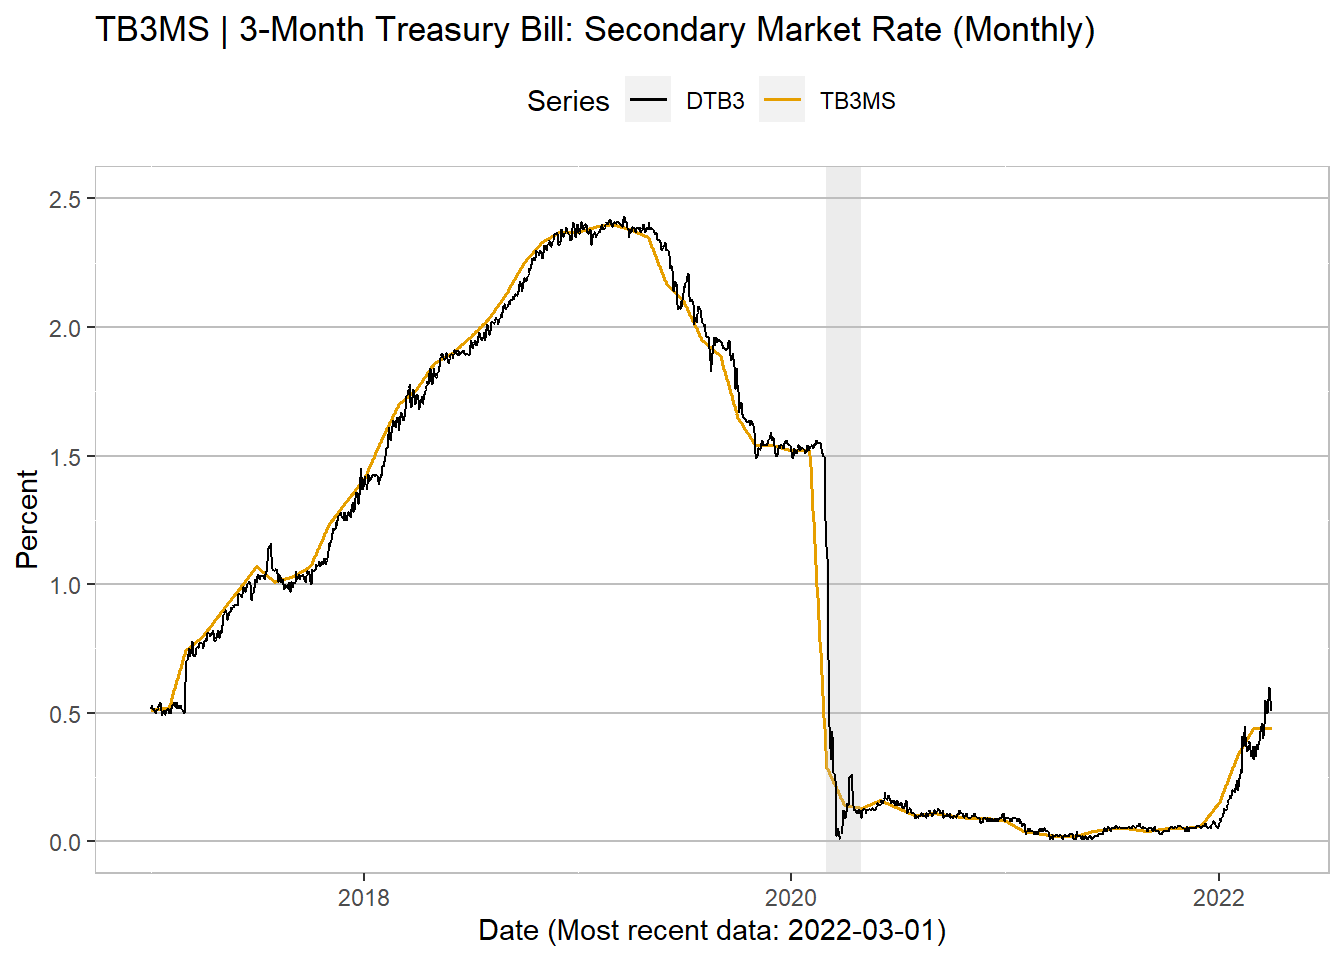 TB3MS | 3-Month Treasury Bill: Secondary Market Rate (Monthly)
Series DTB3 TB3MS
2.5
2.0
1.5
1.0
0.5
0.0
Percent
2018 2020 2022
Date (Most recent data: 2022-03-01)